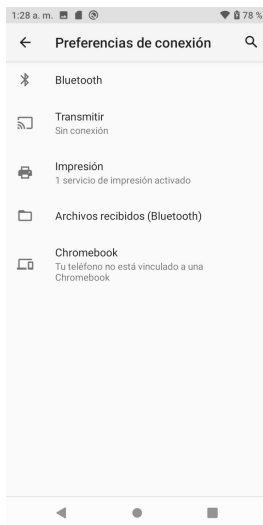 1:28 a. m. 78 %
Preferencias de conexión
Bluetooth
Transmitir
Sin conexión
Impresión
1 servicio de impresión activado
Archivos recibidos (Bluetooth)
Chromebook
Tu teléfono no está vinculado a una
Chromebook